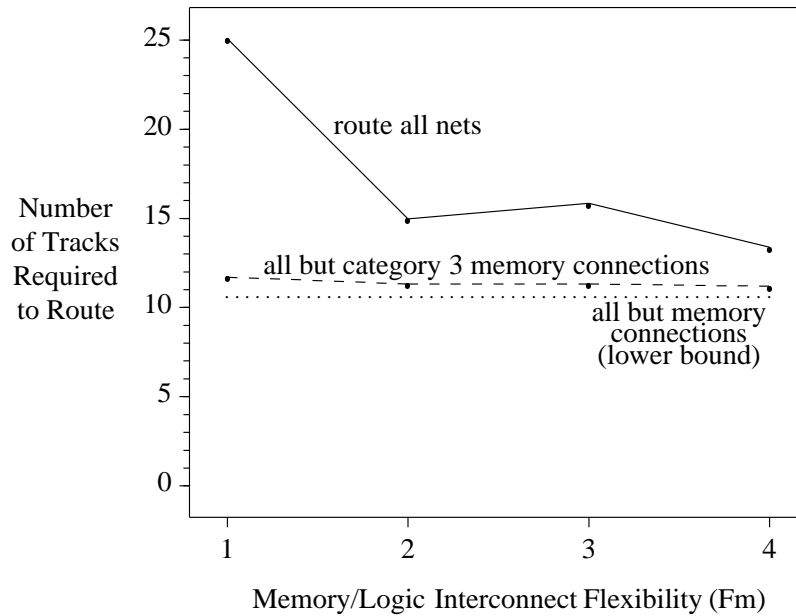 25
20
15
10
5
0
Number
of Tracks
Required
to Route
route all nets
all but category 3 memory connections
all but memory
connections
(lower bound)
1 2 3 4
Memory/Logic Interconnect Flexibility (Fm)